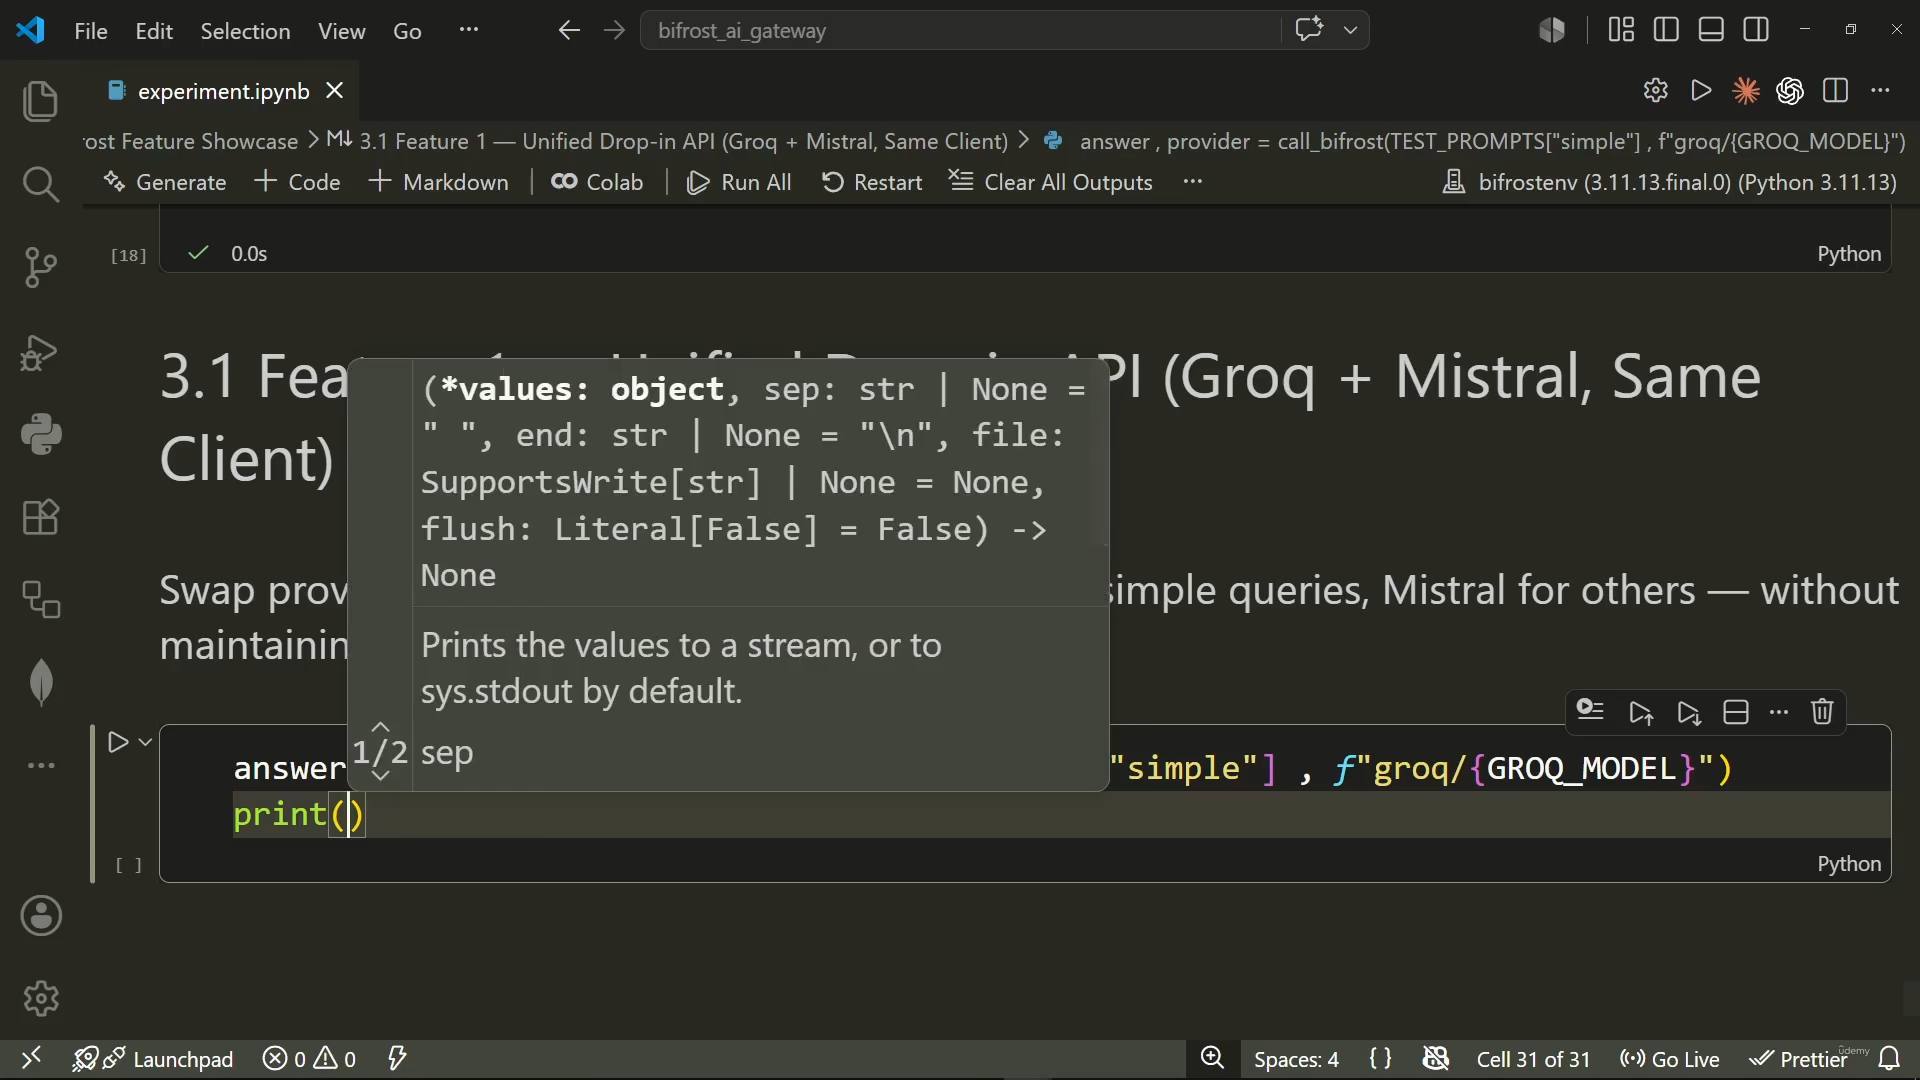 File Edit Selection View Go ··· bifrost_ai_gateway
experiment.ipynb
ost Feature Showcase > M↓ 3.1 Feature 1 — Unified Drop-in API (Groq + Mistral, Same Client) > answer , provider = call_bifrost(TEST_PROMPTS["simple"] , f"groq/{GROQ_MODEL}")
Generate + Code + Markdown Colab Run All Restart Clear All Outputs ··· bifrostenv (3.11.13.final.0) (Python 3.11.13)
[18] 0.0s Python
3.1 Fea PI (Groq + Mistral, Same
Client)
(*values: object, sep: str | None =
" ", end: str | None = "\n", file:
SupportsWrite[str] | None = None,
flush: Literal[False] = False) ->
None
Swap prov simple queries, Mistral for others — without
maintainin
Prints the values to a stream, or to
sys.stdout by default.
1/2 sep
answer "simple"] , f"groq/{GROQ_MODEL}")
print()
[ ] Python
Launchpad 0 0 Spaces: 4 {} Cell 31 of 31 Go Live Prettier
ûdemy